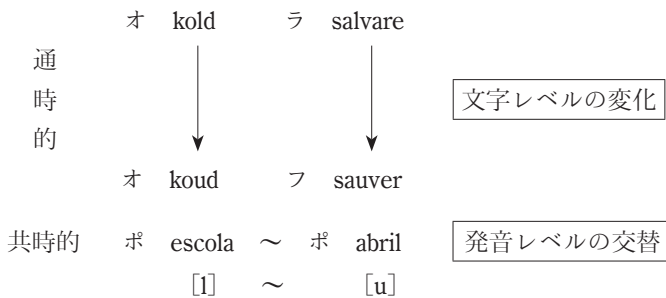 オ kold ラ salvare
通時的
文字レベルの変化
オ koud フ sauver
共時的 ポ escola ～ ポ abril 発音レベルの交替
[l] ～ [u]